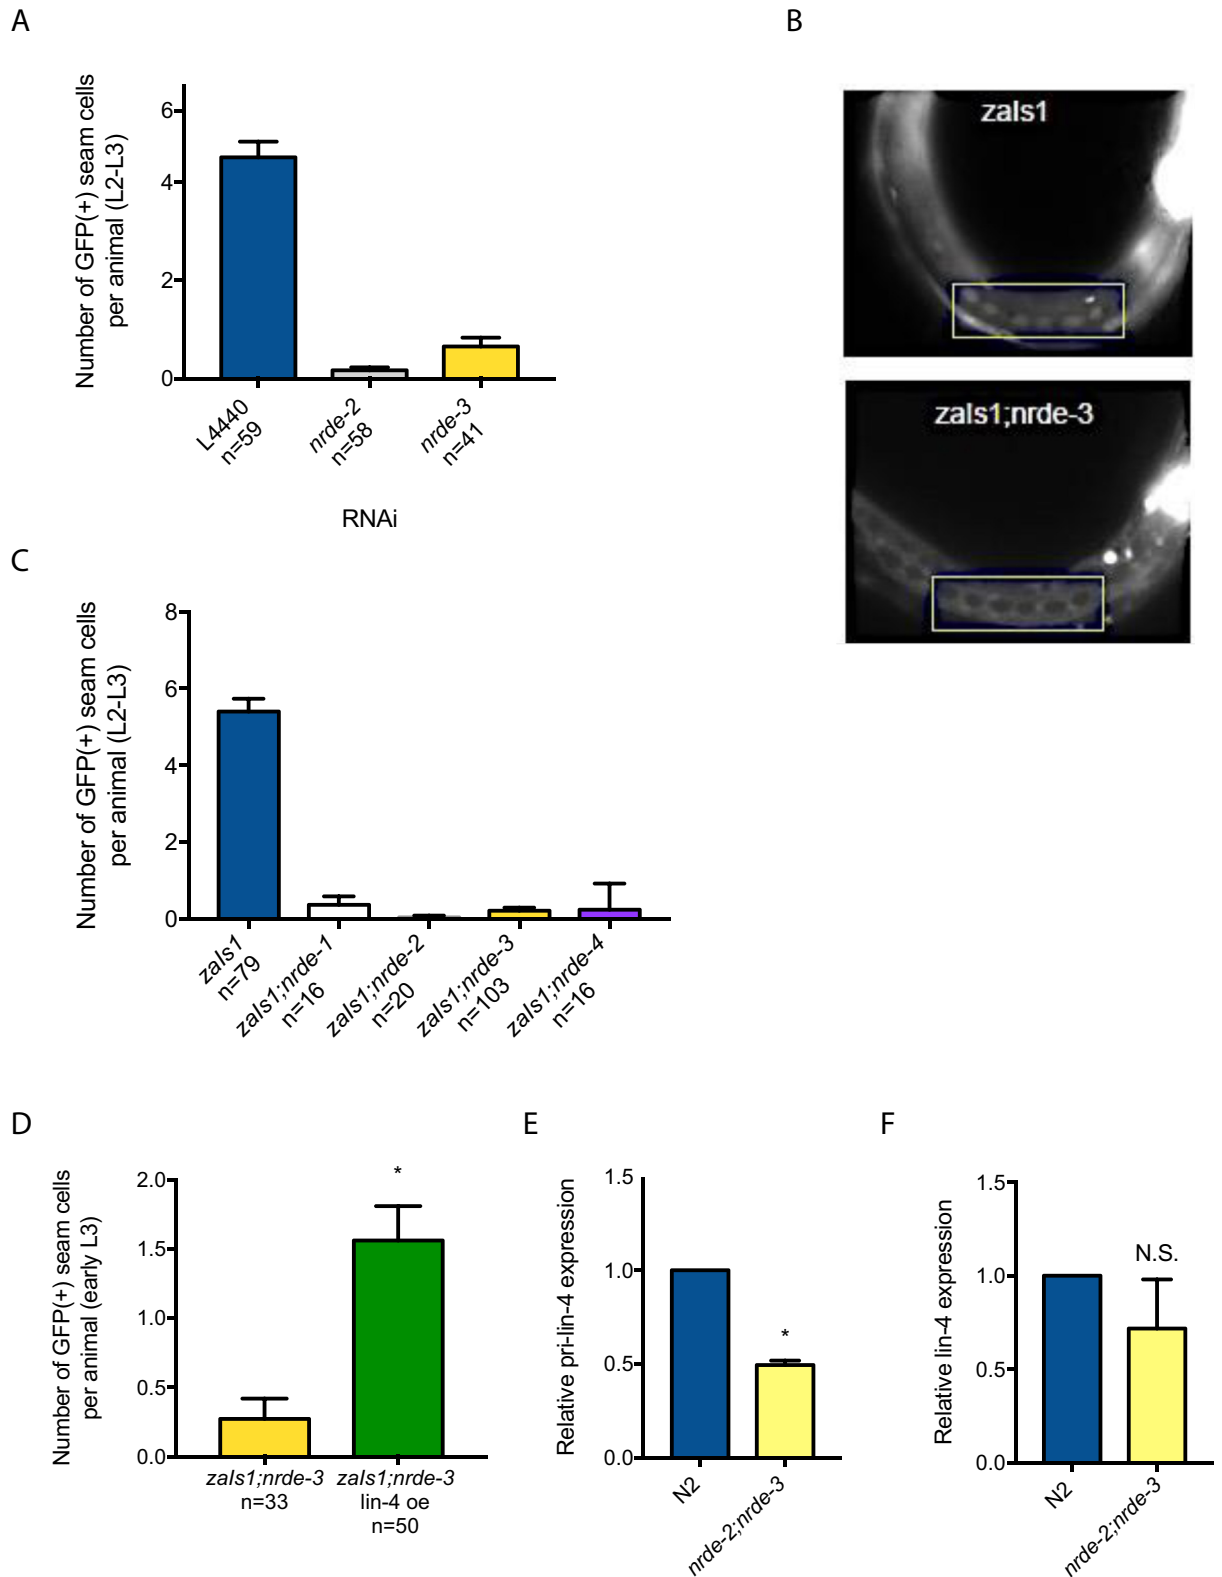 A
B
Number of GFP(+) seam cells
per animal (L2-L3)
6
4
2
0
L4440
n=59
nrde-2
n=58
nrde-3
n=41
RNAi
zaIs1
zaIs1;nrde-3
C
Number of GFP(+) seam cells
per animal (L2-L3)
8
6
4
2
0
zaIs1
n=79
zaIs1;nrde-1
n=16
zaIs1;nrde-2
n=20
zaIs1;nrde-3
n=103
zaIs1;nrde-4
n=16
D
Number of GFP(+) seam cells
per animal (early L3)
2.0
1.5
1.0
0.5
0.0
*
zaIs1;nrde-3
n=33
zaIs1;nrde-3
lin-4 oe
n=50
E
Relative pri-lin-4 expression
1.5
1.0
0.5
0.0
*
N2
nrde-2;nrde-3
F
Relative lin-4 expression
1.5
1.0
0.5
0.0
N.S.
N2
nrde-2;nrde-3